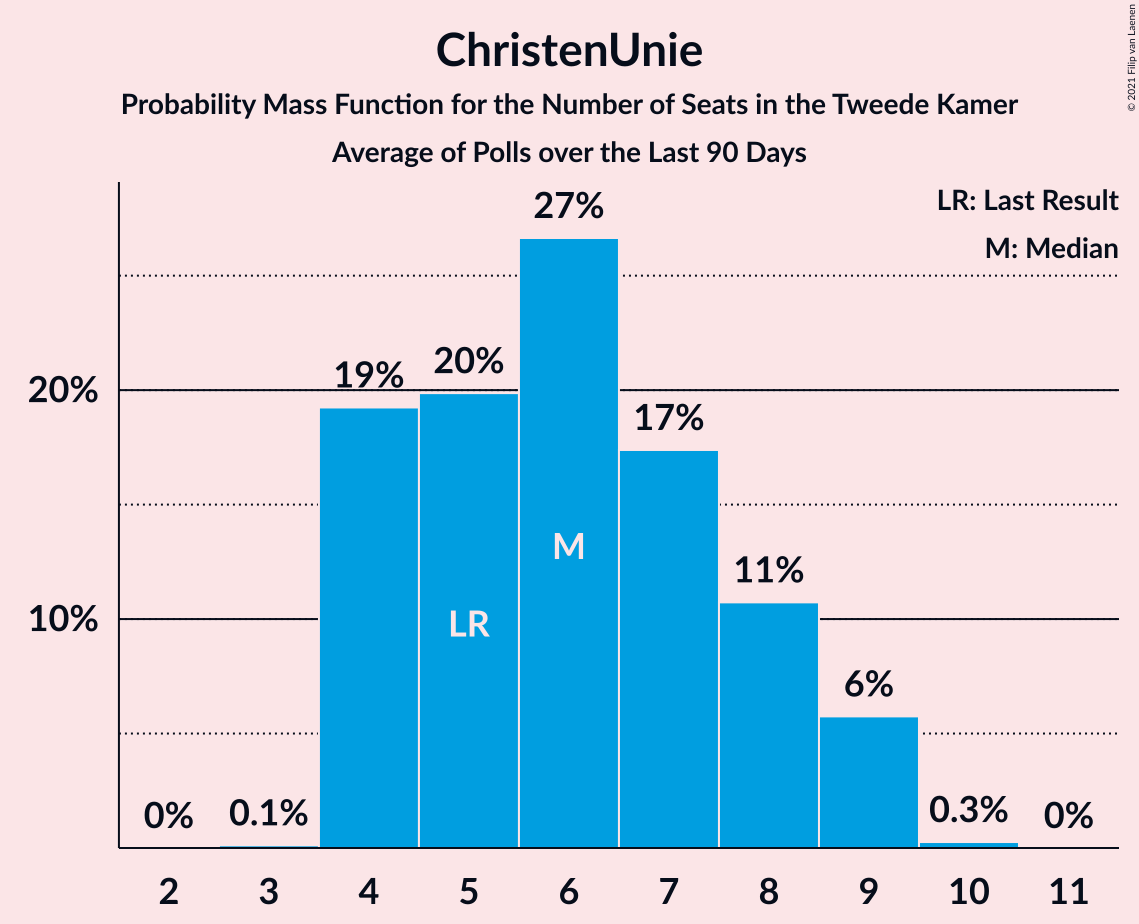 ChristenUnie
Probability Mass Function for the Number of Seats in the Tweede Kamer
Average of Polls over the Last 90 Days
© 2021 Filip van Laenen
LR: Last Result
M: Median
27%
19%
20%
17%
11%
6%
0%
0.1%
0.3%
0%
20%
10%
M
LR
2 3 4 5 6 7 8 9 10 11